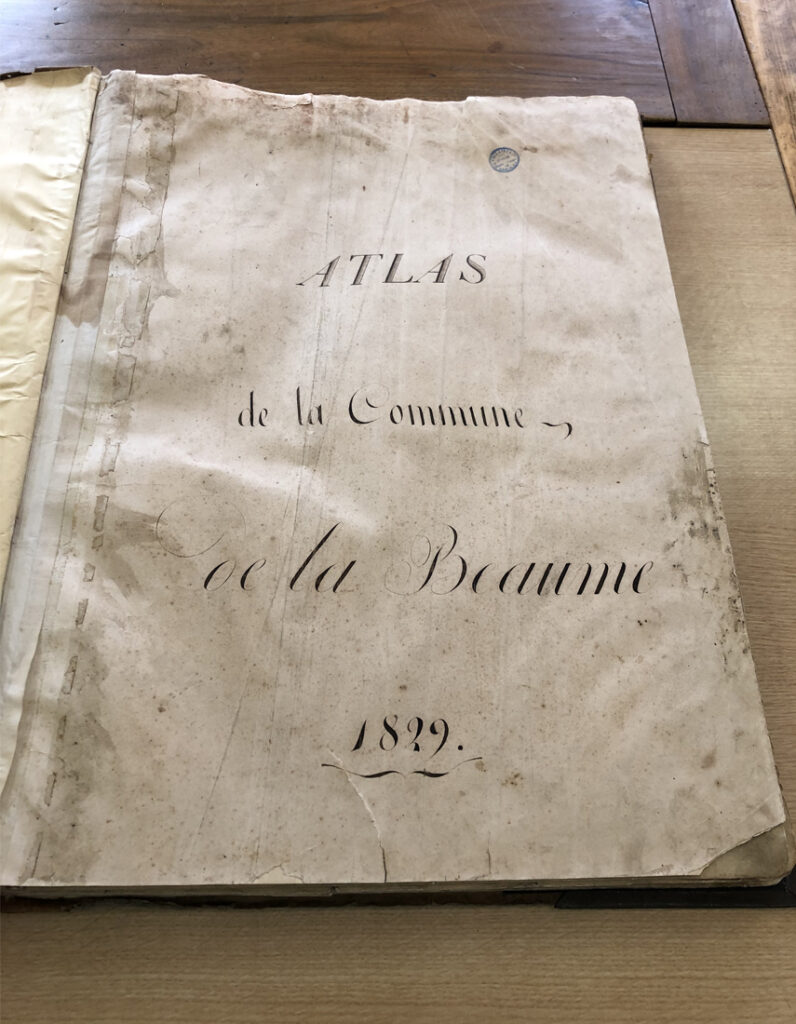 ATLAS
de la Commune
de la Beaume
1829.